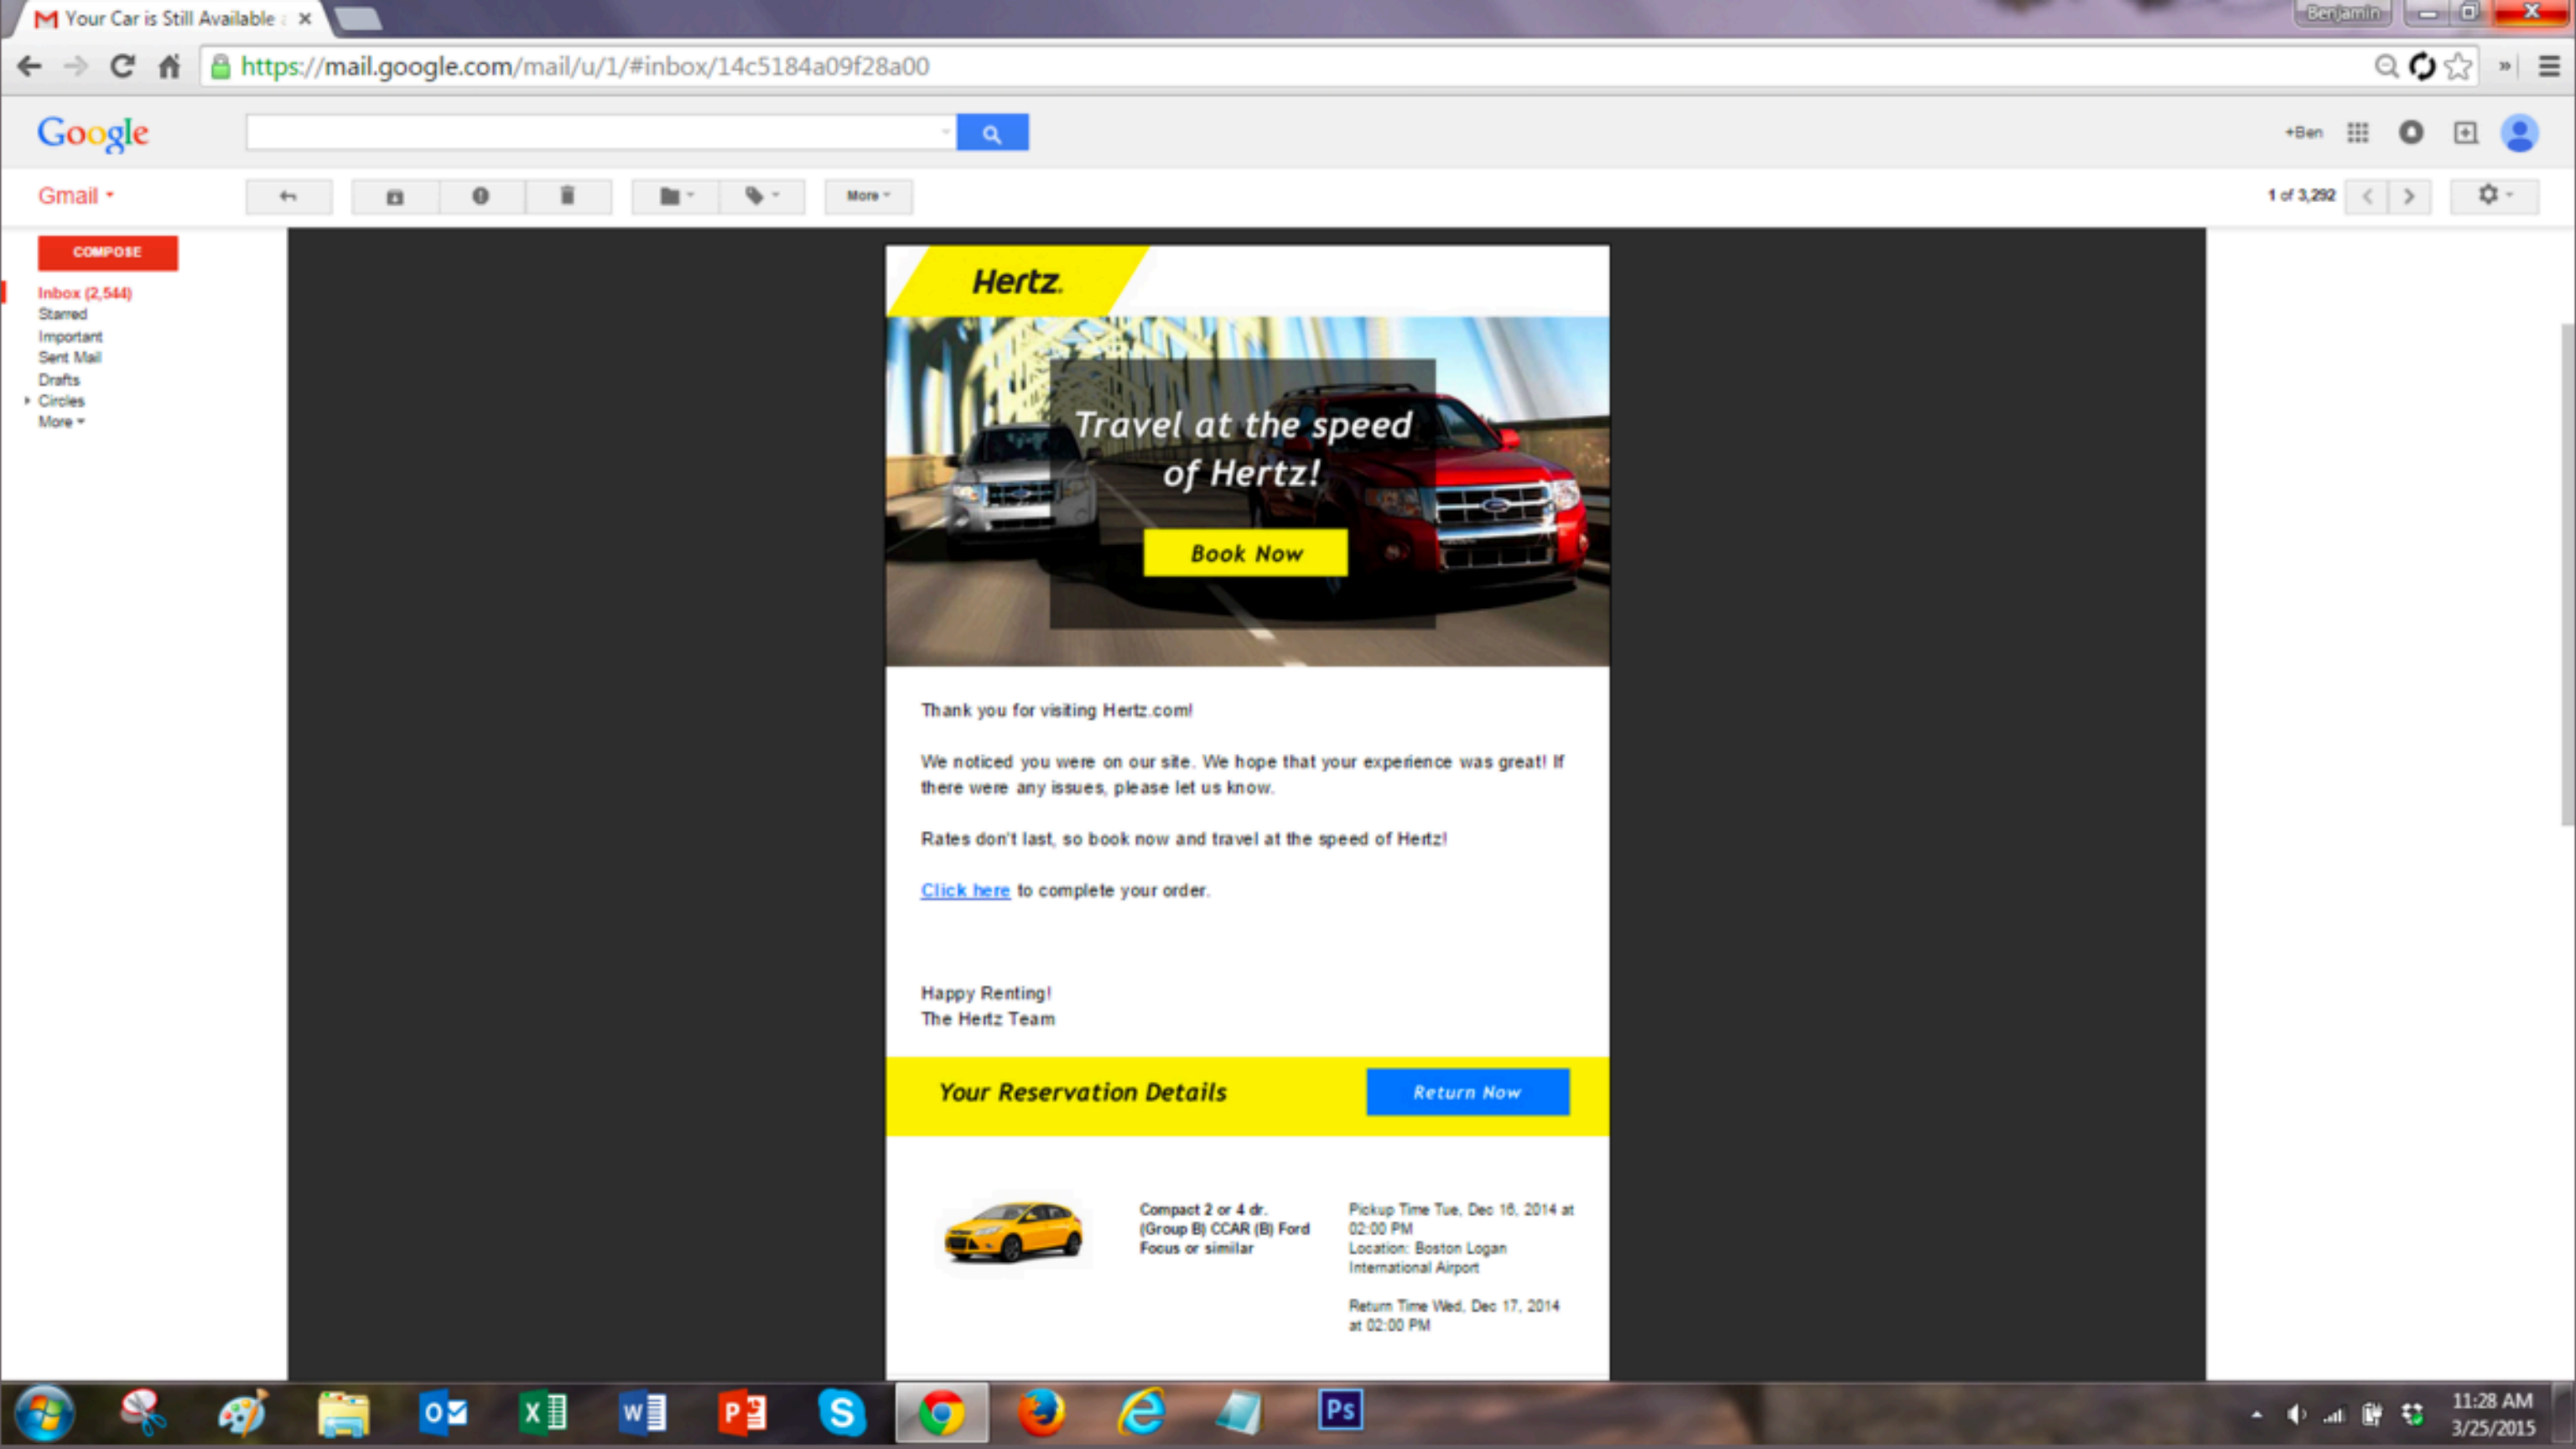 Your Car is Still Available
Benjamin
https://mail.google.com/mail/u/1/#inbox/14c5184a09f28a00
Google
+Ben
Gmail
More
1 of 3,292
COMPOSE
Inbox (2,544)
Starred
Important
Sent Mail
Drafts
Circles
More
Hertz.
Travel at the speed
of Hertz!
Book Now
Thank you for visiting Hertz.com!
We noticed you were on our site. We hope that your experience was great! If
there were any issues, please let us know.
Rates don't last, so book now and travel at the speed of Hertz!
Click here to complete your order.
Happy Renting!
The Hertz Team
Your Reservation Details
Return Now
Compact 2 or 4 dr.
(Group B) CCAR (B) Ford
Focus or similar
Pickup Time Tue, Dec 16, 2014 at
02:00 PM
Location: Boston Logan
International Airport
Return Time Wed, Dec 17, 2014
at 02:00 PM
Ps
11:28 AM
3/25/2015